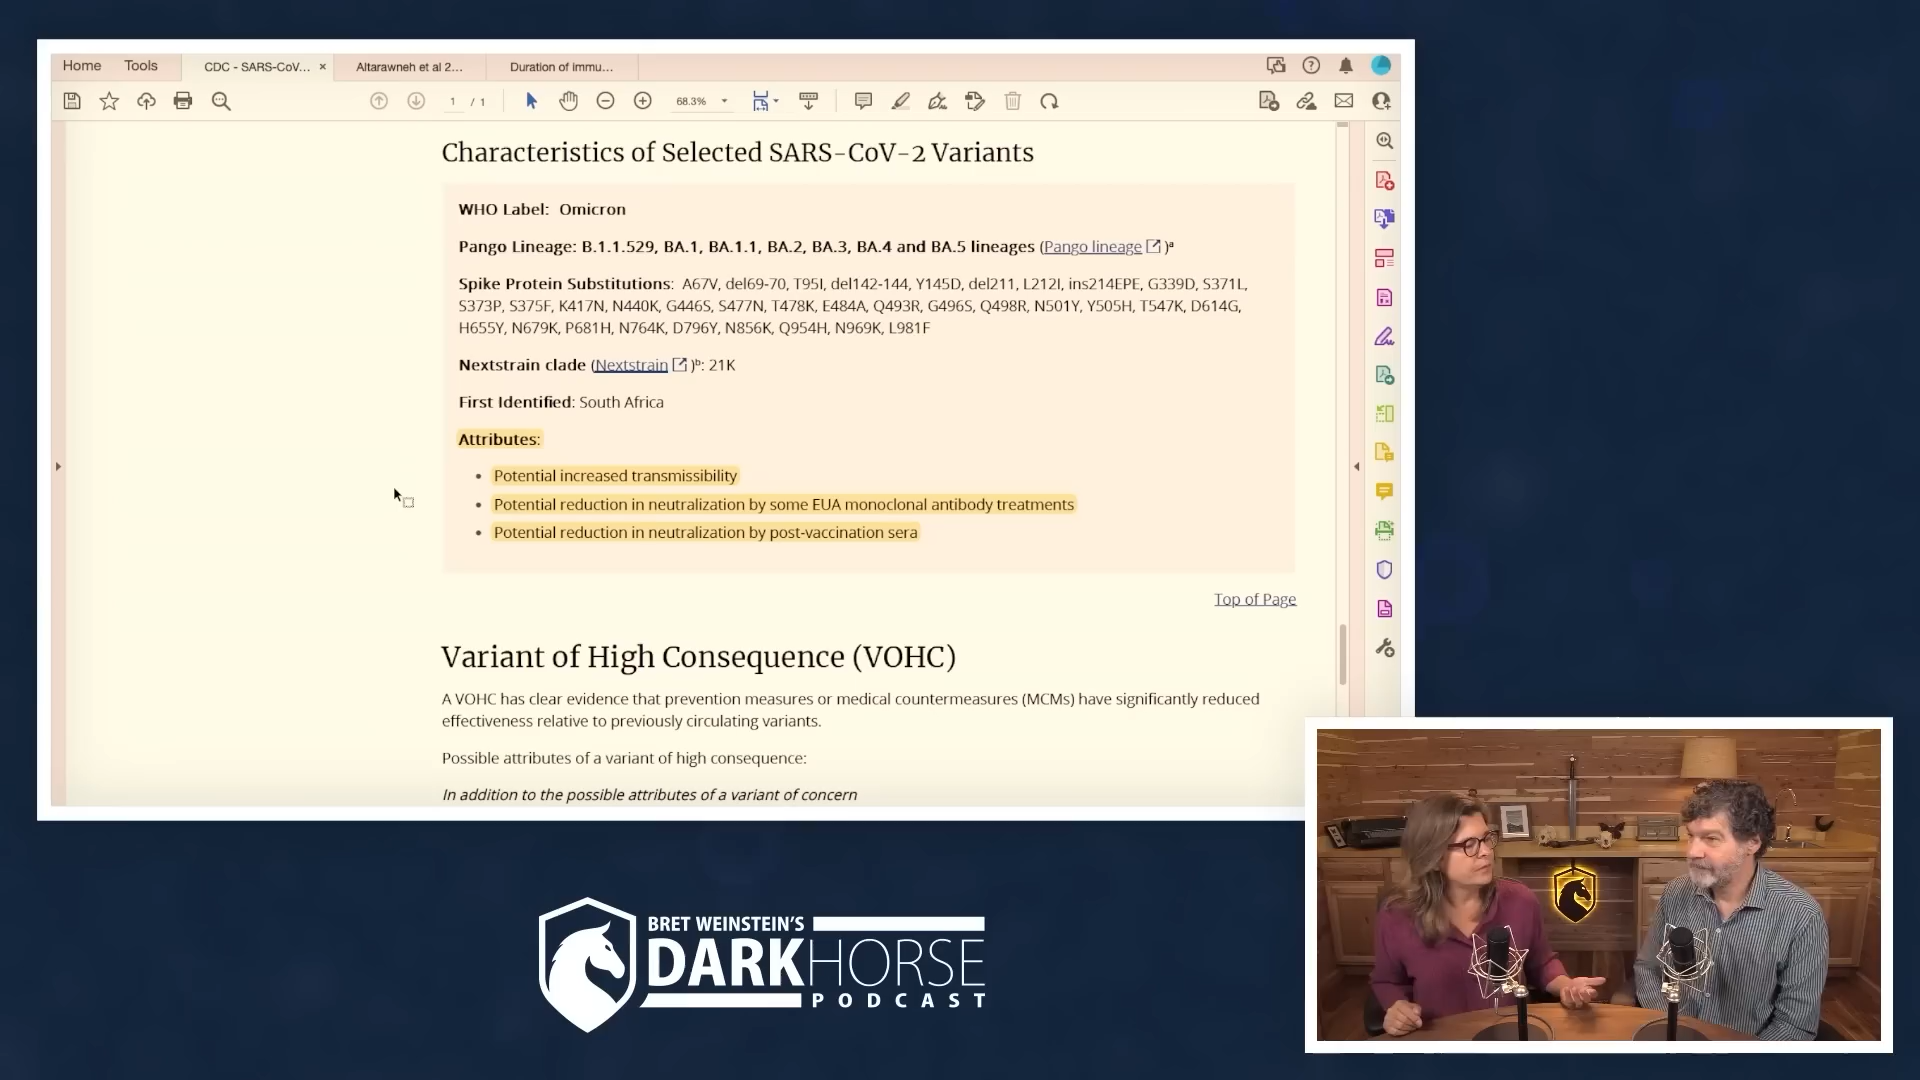 Home Tools CDC - SARS-CoV... × Altarawneh et al 2... Duration of immu...
1 / 1 68.3%
Characteristics of Selected SARS-CoV-2 Variants
WHO Label: Omicron
Pango Lineage: B.1.1.529, BA.1, BA.1.1, BA.2, BA.3, BA.4 and BA.5 lineages (Pango lineage )a
Spike Protein Substitutions: A67V, del69-70, T95I, del142-144, Y145D, del211, L212I, ins214EPE, G339D, S371L,
S373P, S375F, K417N, N440K, G446S, S477N, T478K, E484A, Q493R, G496S, Q498R, N501Y, Y505H, T547K, D614G,
H655Y, N679K, P681H, N764K, D796Y, N856K, Q954H, N969K, L981F
Nextstrain clade (Nextstrain )b: 21K
First Identified: South Africa
Attributes:
• Potential increased transmissibility
• Potential reduction in neutralization by some EUA monoclonal antibody treatments
• Potential reduction in neutralization by post-vaccination sera
Top of Page
Variant of High Consequence (VOHC)
A VOHC has clear evidence that prevention measures or medical countermeasures (MCMs) have significantly reduced
effectiveness relative to previously circulating variants.
Possible attributes of a variant of high consequence:
In addition to the possible attributes of a variant of concern
BRET WEINSTEIN'S
DARKHORSE
PODCAST